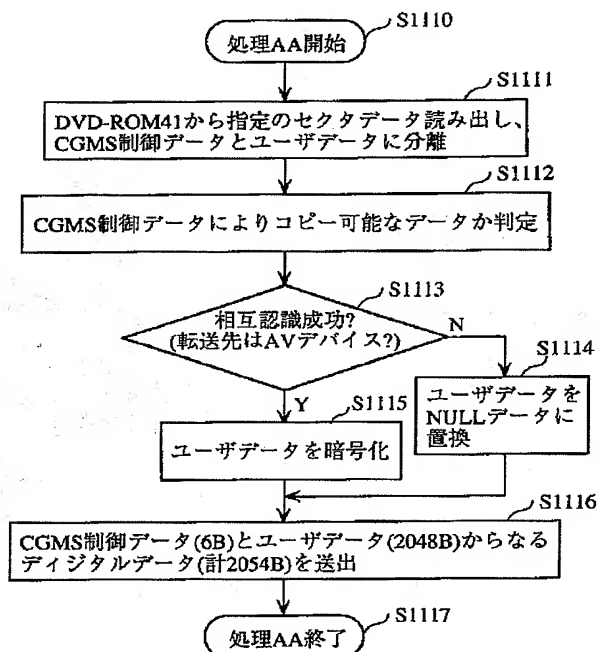 S1110
処理AA開始
S1111
DVD-ROM41から指定のセクタデータ読み出し、
CGMS制御データとユーザデータに分離
S1112
CGMS制御データによりコピー可能なデータか判定
S1113
相互認識成功?
(転送先はAVデバイス?)
N
S1114
ユーザデータを
NULLデータに
置換
Y
S1115
ユーザデータを暗号化
S1116
CGMS制御データ(6B)とユーザデータ(2048B)からなる
ディジタルデータ(計2054B)を送出
S1117
処理AA終了